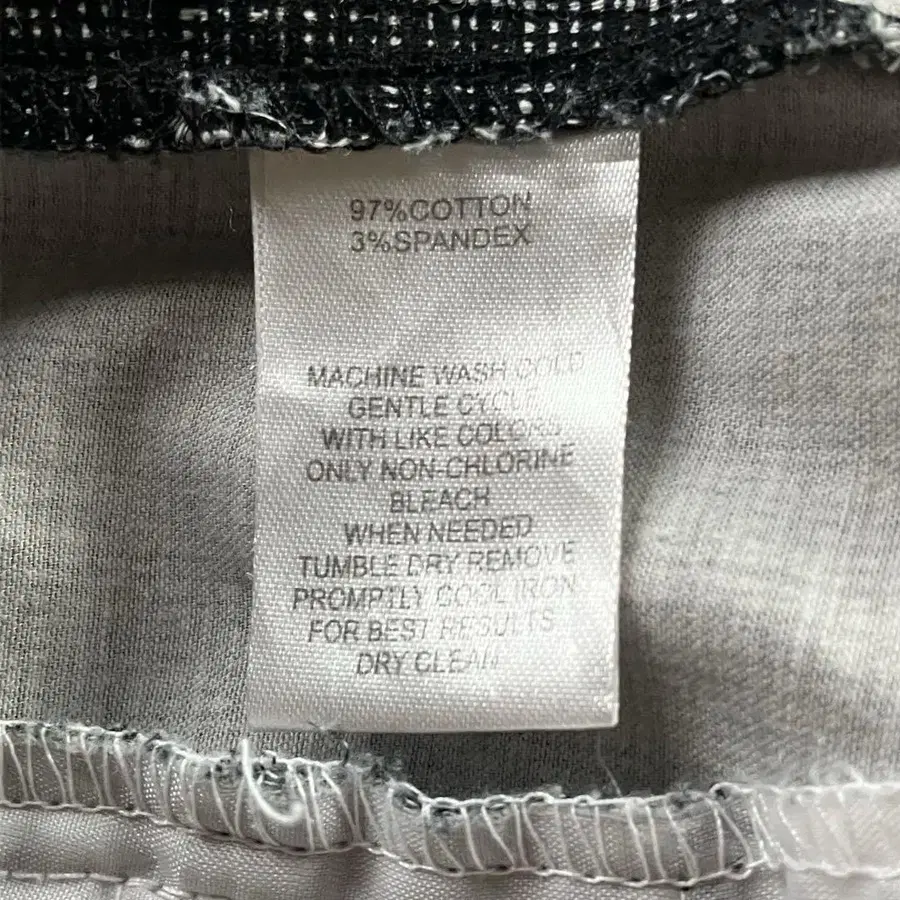 97%COTTON
3%SPANDEX
MACHINE WASH COLD
GENTLE CYCLE
WITH LIKE COLORS
ONLY NON-CHLORINE
BLEACH
WHEN NEEDED
TUMBLE DRY REMOVE
PROMPTLY COOL IRON
FOR BEST RESULTS
DRY CLEAN